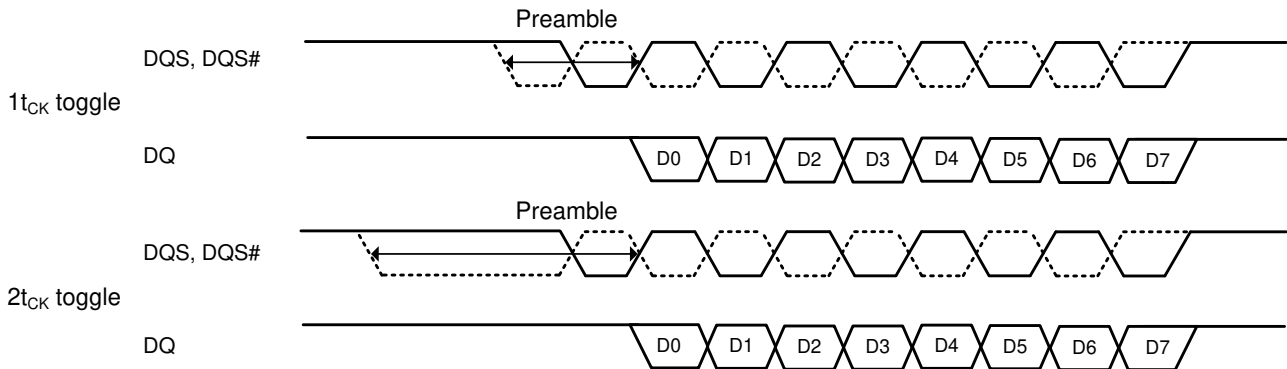 Preamble
DQS, DQS#
1tCK toggle
DQ
D0 D1 D2 D3 D4 D5 D6 D7
Preamble
DQS, DQS#
2tCK toggle
DQ
D0 D1 D2 D3 D4 D5 D6 D7